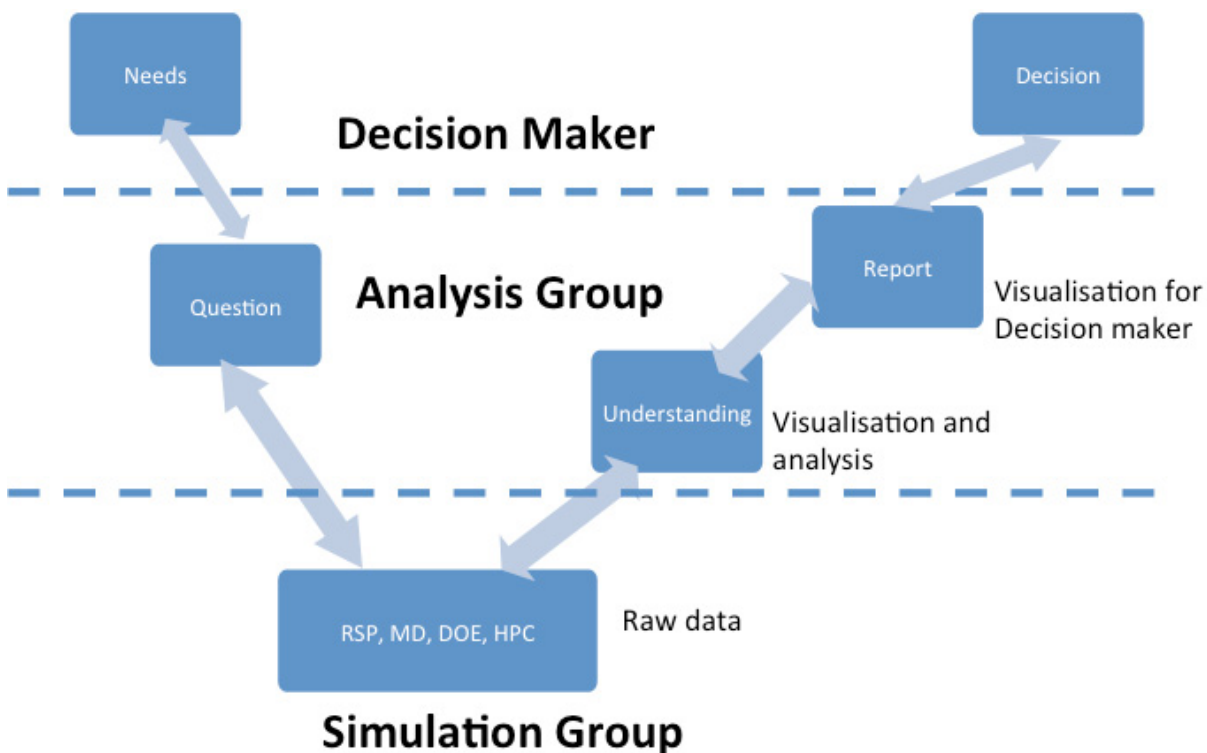 Needs
Decision
Decision Maker
Question
Analysis Group
Report
Visualisation for
Decision maker
Understanding
Visualisation and
analysis
RSP, MD, DOE, HPC
Raw data
Simulation Group